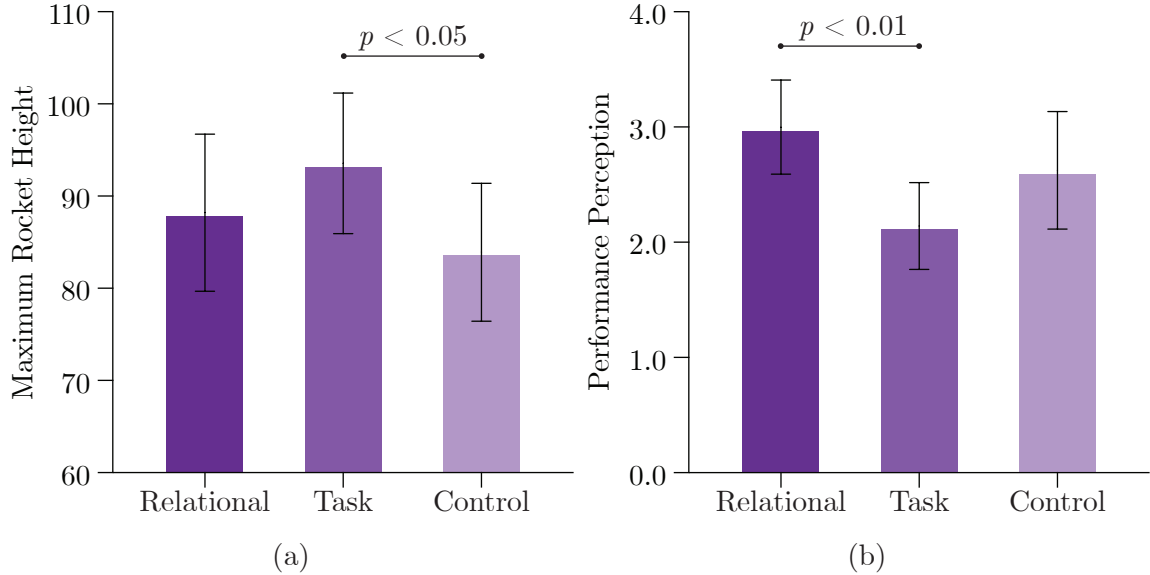 110
100
90
80
70
60
Maximum Rocket Height
p < 0.05
Relational
Task
Control
(a)
4.0
3.0
2.0
1.0
0.0
Performance Perception
p < 0.01
Relational
Task
Control
(b)